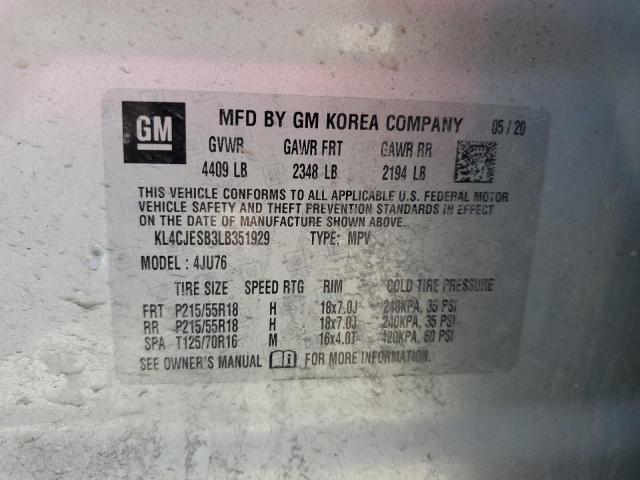 GM MFD BY GM KOREA COMPANY 05/20
GVWR GAWR FRT GAWR RR
4409 LB 2348 LB 2194 LB
THIS VEHICLE CONFORMS TO ALL APPLICABLE U.S. FEDERAL MOTOR
VEHICLE SAFETY AND THEFT PREVENTION STANDARDS IN EFFECT
ON THE DATE OF MANUFACTURE SHOWN ABOVE.
KL4CJESB3LB351929 TYPE: MPV
MODEL : 4JU76
TIRE SIZE SPEED RTG RIM COLD TIRE PRESSURE
FRT P215/55R18 H 18x7.0J 240KPA, 35 PSI
RR P215/55R18 H 18x7.0J 240KPA, 35 PSI
SPA T125/70R16 M 16x4.0T 420KPA, 60 PSI
SEE OWNER'S MANUAL FOR MORE INFORMATION.